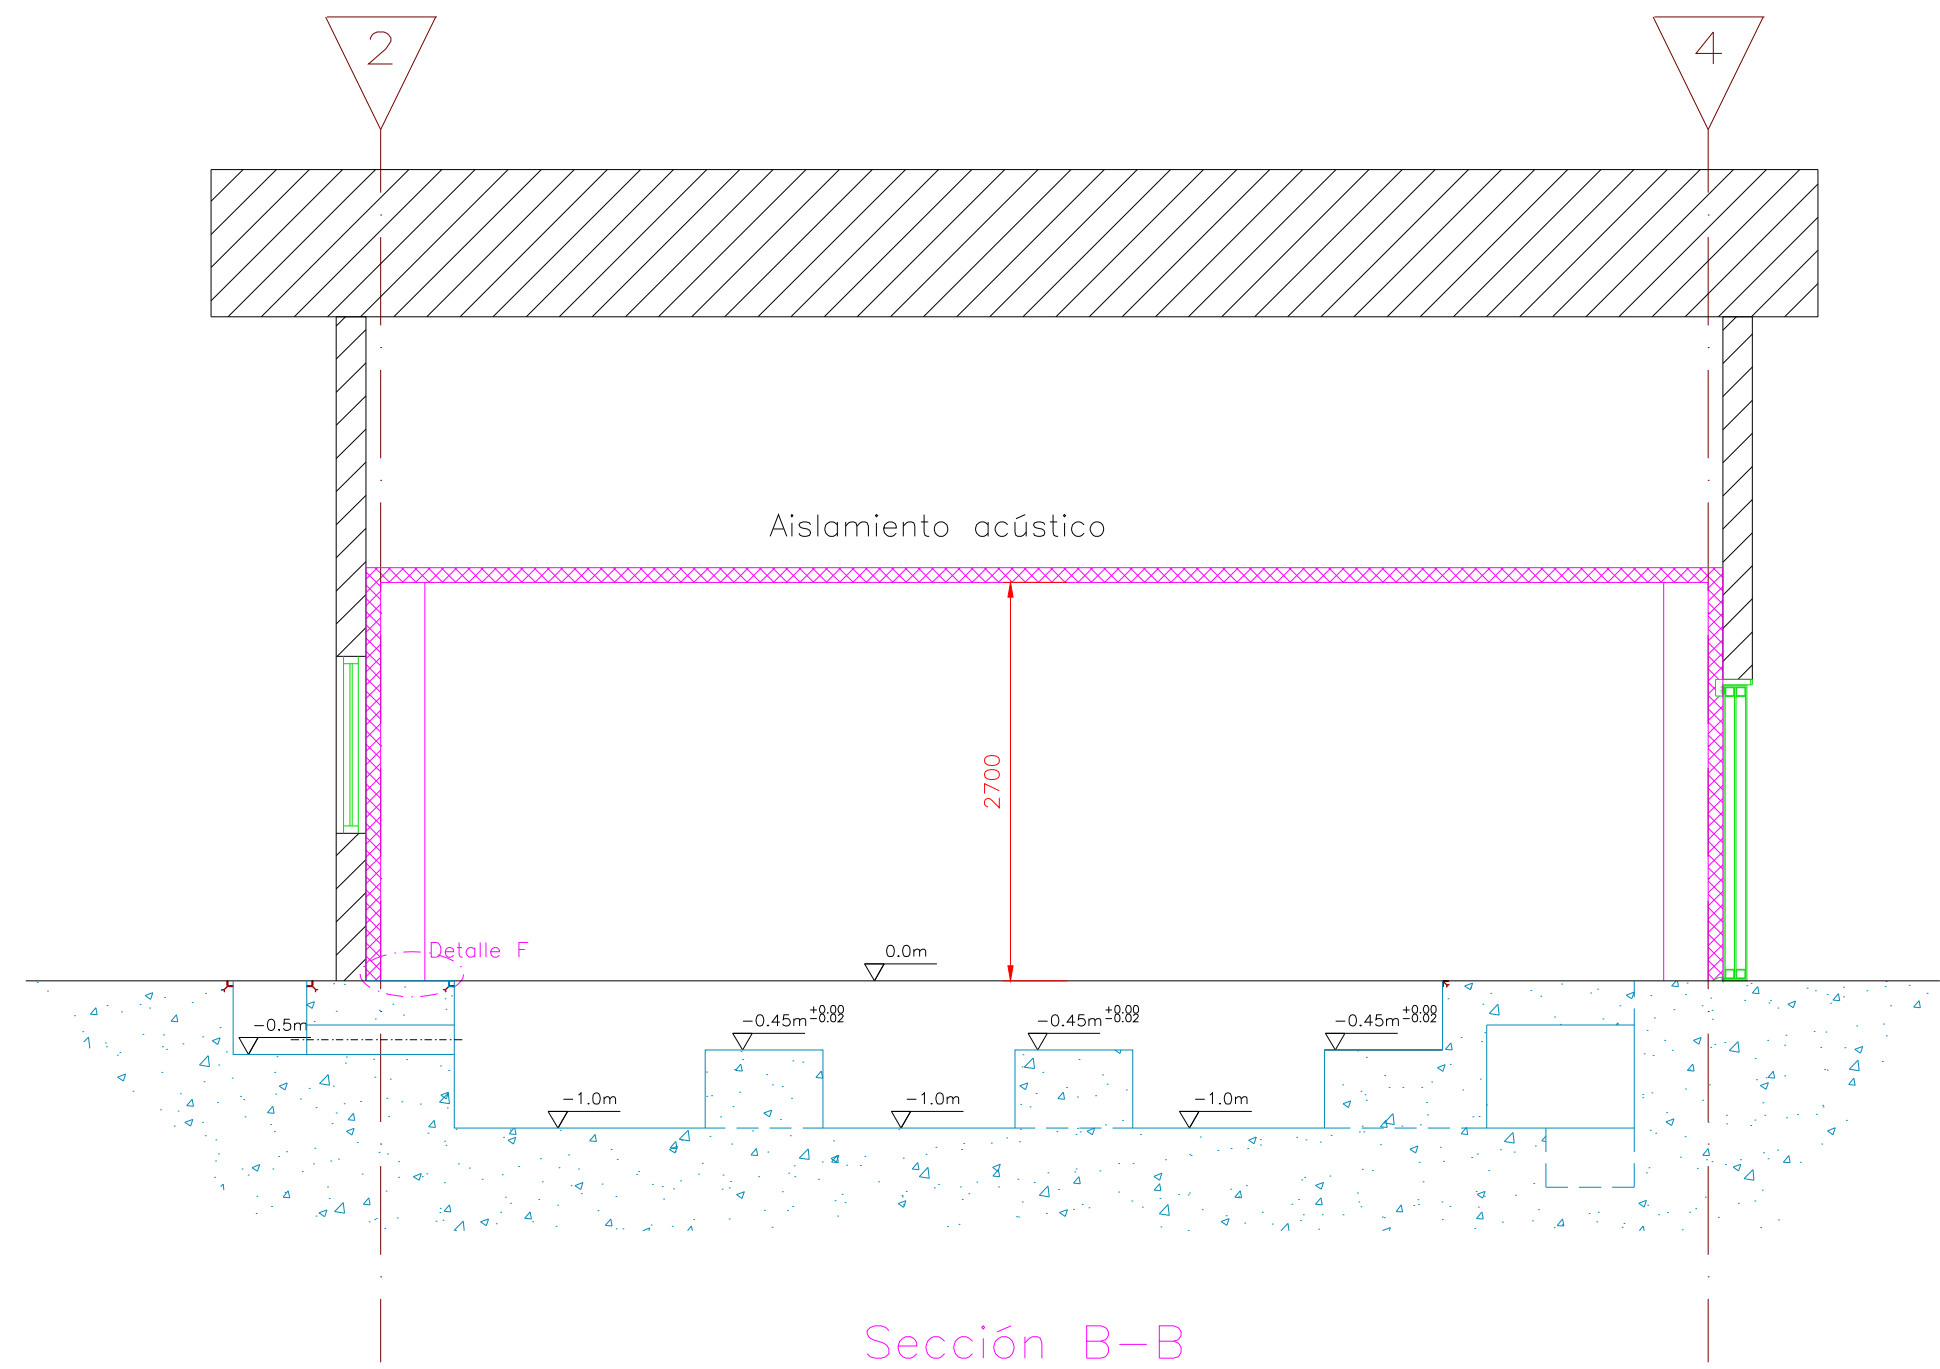 2
4
Aislamiento acústico
2700
Detalle F
0.0m
-0.5m
-0.45m +0.00 -0.02
-0.45m +0.00 -0.02
-0.45m +0.00 -0.02
-1.0m
-1.0m
-1.0m
Sección B-B